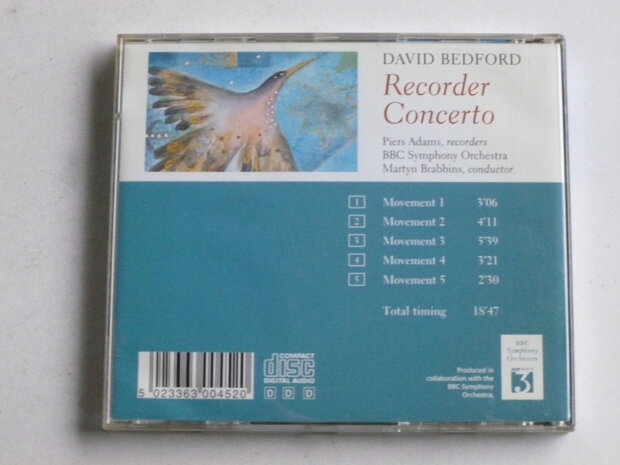 DAVID BEDFORD
Recorder
Concerto
Piers Adams, recorders
BBC Symphony Orchestra
Martyn Brabbins, conductor
1 Movement 1 3'06
2 Movement 2 4'11
3 Movement 3 5'39
4 Movement 4 3'21
5 Movement 5 2'30
Total timing 18'47
BBC
Symphony
Orchestra
3
5 023363 004520
COMPACT
disc
DIGITAL AUDIO
D D D
Produced in
collaboration with the
BBC Symphony
Orchestra.